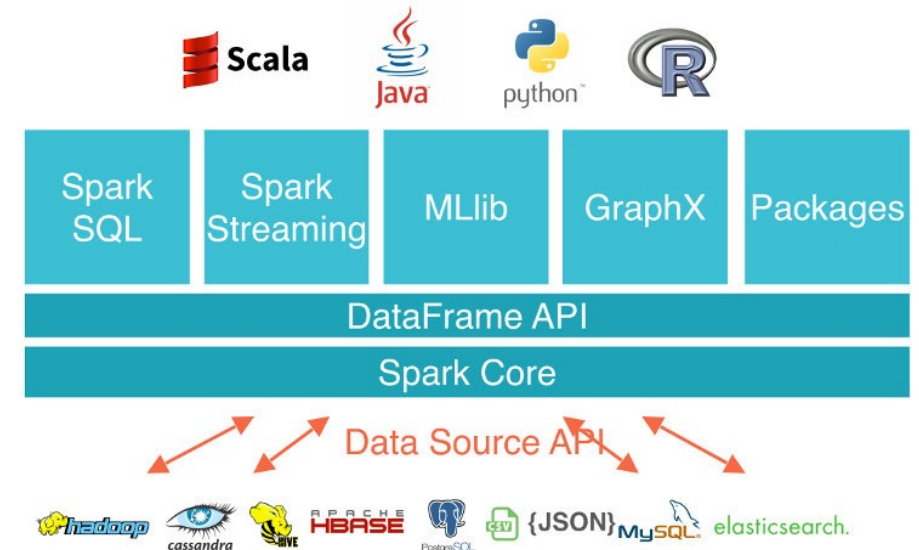 Scala
Java
python™
R
Spark
SQL
Spark
Streaming
MLlib
GraphX
Packages
DataFrame API
Spark Core
Data Source API
hadoop
cassandra
HIVE
APACHE
HBASE
PostgreSQL
CSV
{JSON}
MySQL®
elasticsearch.